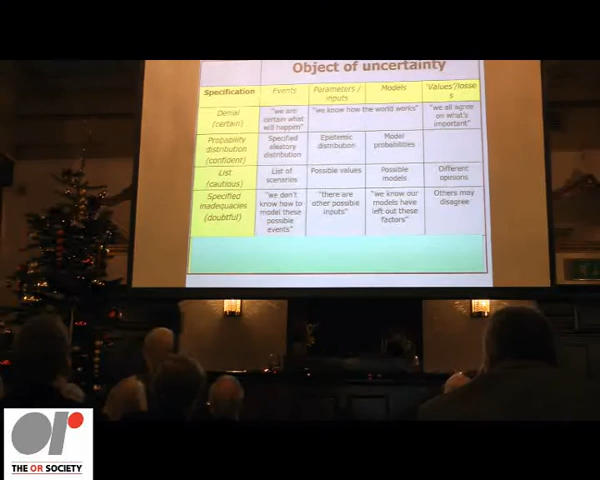 Object of uncertainty
Specification Events Parameters / inputs Models 'Values'/losses
Denial (certain) "we are certain what will happen" "we know how the world works" "we all agree on what's important"
Probability distribution (confident) Specified aleatory distribution Epistemic distribution Model probabilities
List (cautious) List of scenarios Possible values Possible models Different opinions
Specified inadequacies (doubtful) "we don't know how to model these possible events" "there are other possible inputs" "we know our models have left out these factors" Others may disagree
or
THE OR SOCIETY